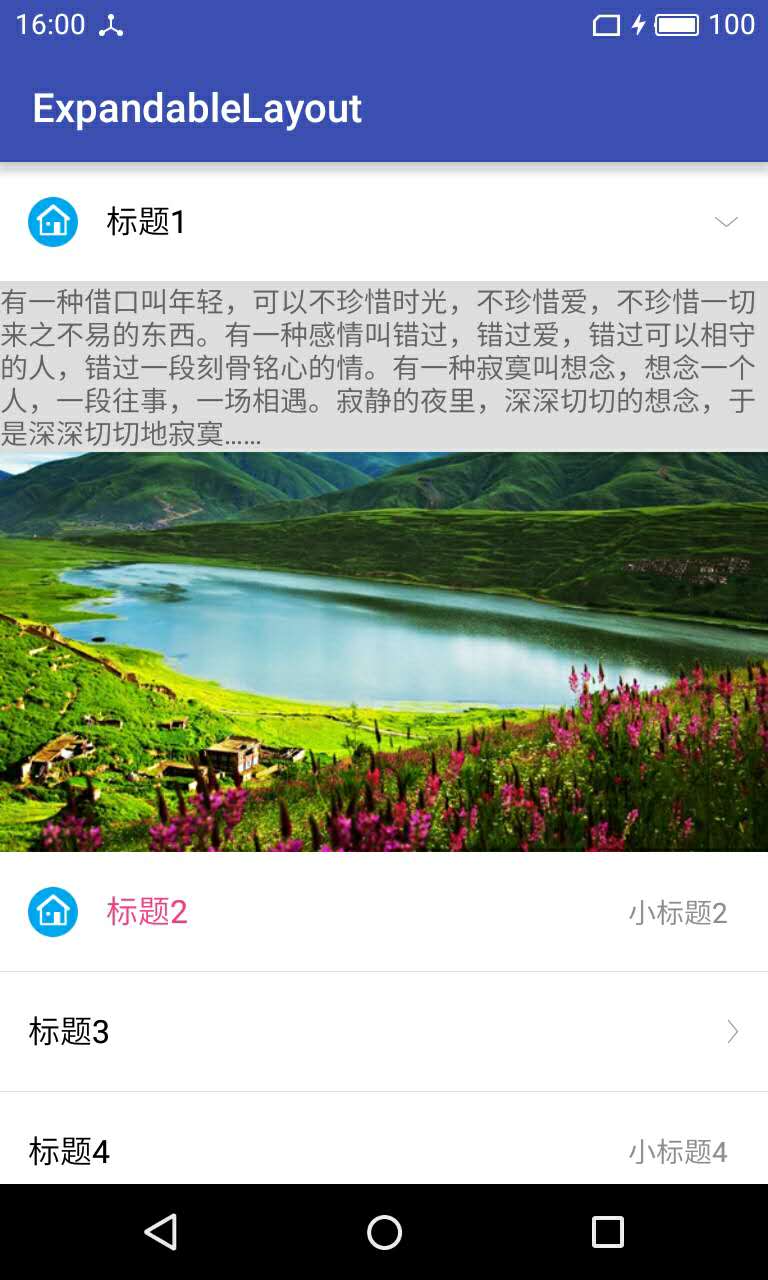 16:00 100
ExpandableLayout
标题1
有一种借口叫年轻，可以不珍惜时光，不珍惜爱，不珍惜一切
来之不易的东西。有一种感情叫错过，错过爱，错过可以相守
的人，错过一段刻骨铭心的情。有一种寂寞叫想念，想念一个
人，一段往事，一场相遇。寂静的夜里，深深切切的想念，于
是深深切切地寂寞……
标题2 小标题2
标题3
标题4 小标题4